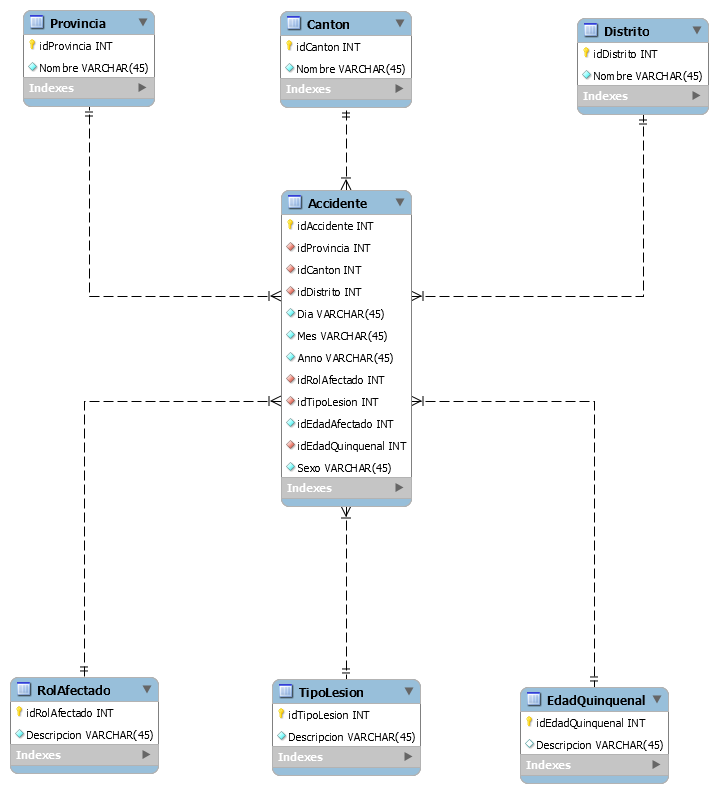 Provincia
idProvincia INT
Nombre VARCHAR(45)
Indexes
Canton
idCanton INT
Nombre VARCHAR(45)
Indexes
Distrito
idDistrito INT
Nombre VARCHAR(45)
Indexes
Accidente
idAccidente INT
idProvincia INT
idCanton INT
idDistrito INT
Dia VARCHAR(45)
Mes VARCHAR(45)
Anno VARCHAR(45)
idRolAfectado INT
idTipoLesion INT
idEdadAfectado INT
idEdadQuinquenal INT
Sexo VARCHAR(45)
Indexes
RolAfectado
idRolAfectado INT
Descripcion VARCHAR(45)
Indexes
TipoLesion
idTipoLesion INT
Descripcion VARCHAR(45)
Indexes
EdadQuinquenal
idEdadQuinquenal INT
Descripcion VARCHAR(45)
Indexes